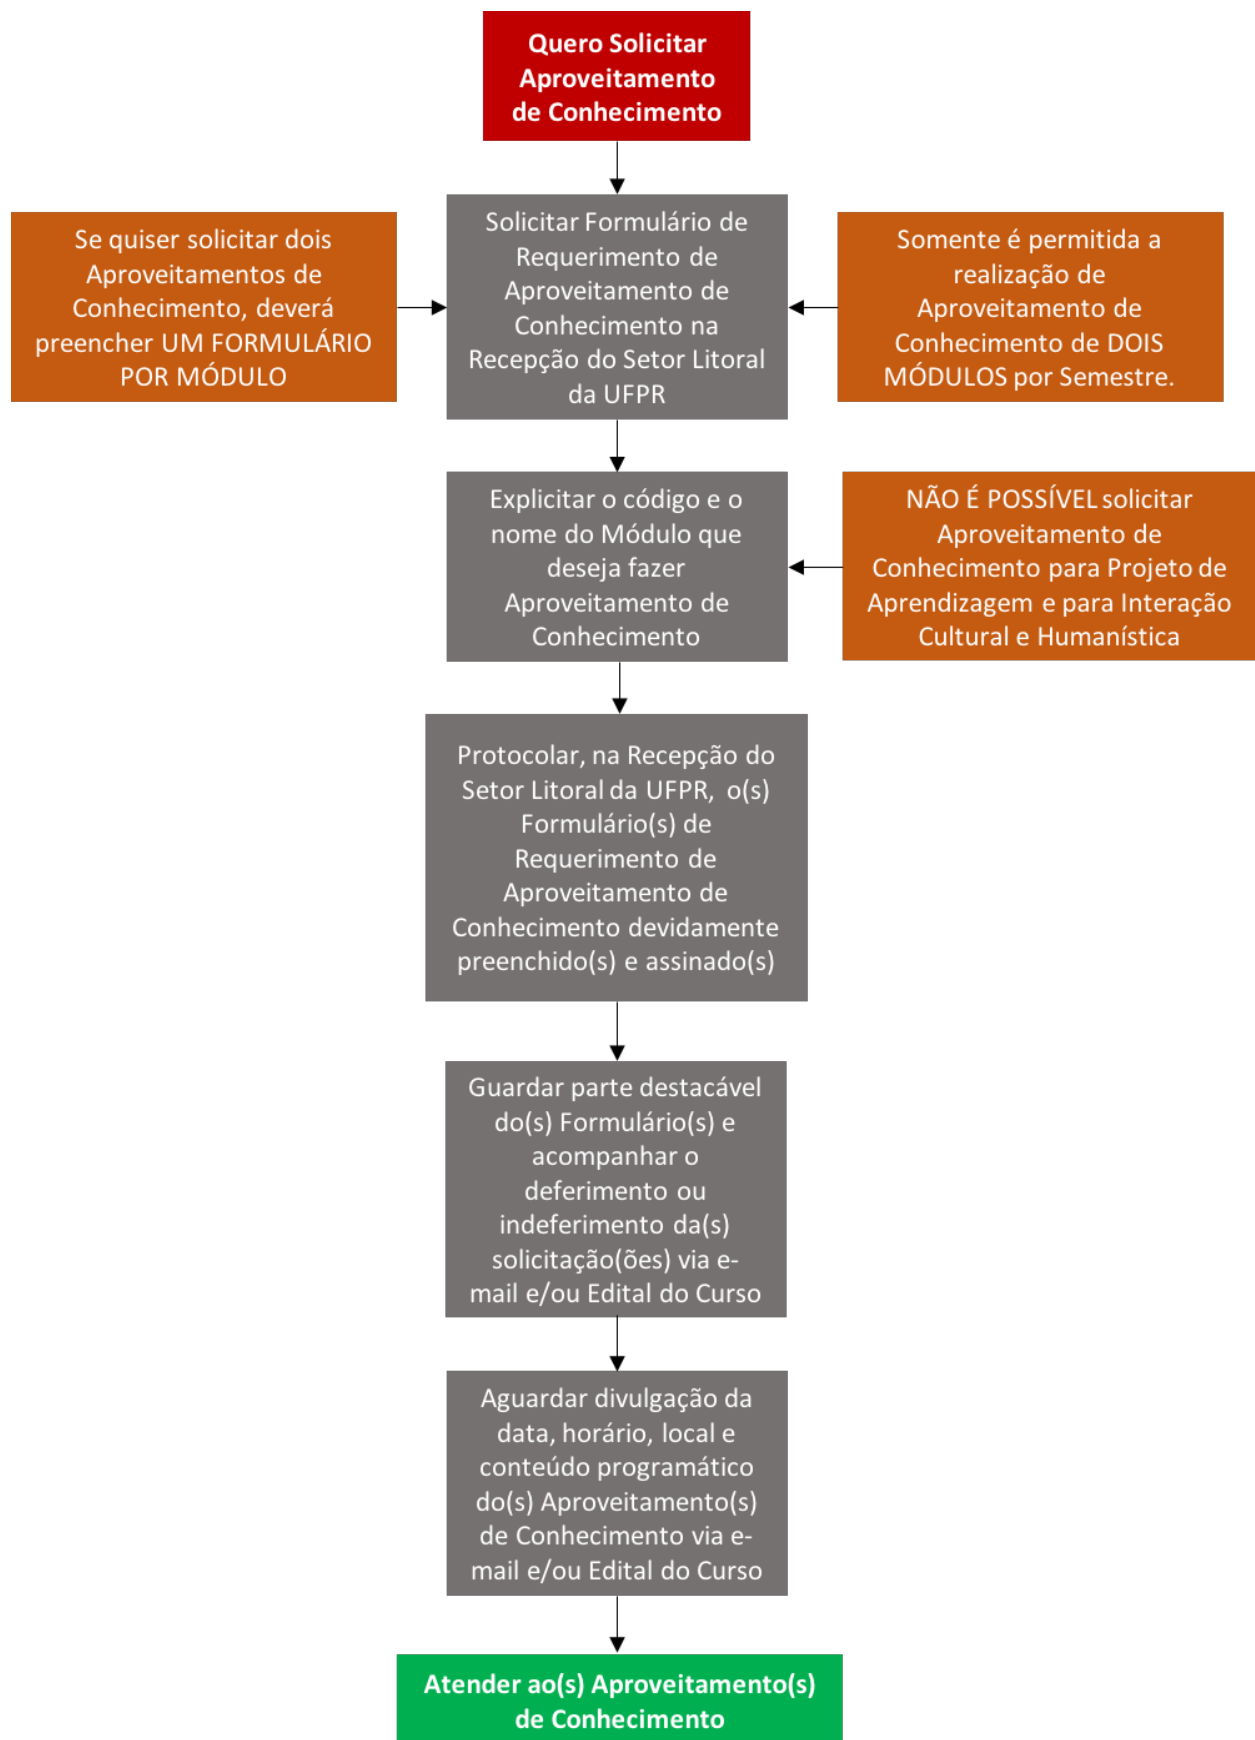 Quero Solicitar
Aproveitamento
de Conhecimento
Se quiser solicitar dois
Aproveitamentos de
Conhecimento, deverá
preencher UM FORMULÁRIO
POR MÓDULO
Solicitar Formulário de
Requerimento de
Aproveitamento de
Conhecimento na
Recepção do Setor Litoral
da UFPR
Somente é permitida a
realização de
Aproveitamento de
Conhecimento de DOIS
MÓDULOS por Semestre.
Explicitar o código e o
nome do Módulo que
deseja fazer
Aproveitamento de
Conhecimento
NÃO É POSSÍVEL solicitar
Aproveitamento de
Conhecimento para Projeto de
Aprendizagem e para Interação
Cultural e Humanística
Protocolar, na Recepção do
Setor Litoral da UFPR, o(s)
Formulário(s) de
Requerimento de
Aproveitamento de
Conhecimento devidamente
preenchido(s) e assinado(s)
Guardar parte destacável
do(s) Formulário(s) e
acompanhar o
deferimento ou
indeferimento da(s)
solicitação(ões) via e-
mail e/ou Edital do Curso
Aguardar divulgação da
data, horário, local e
conteúdo programático
do(s) Aproveitamento(s)
de Conhecimento via e-
mail e/ou Edital do Curso
Atender ao(s) Aproveitamento(s)
de Conhecimento